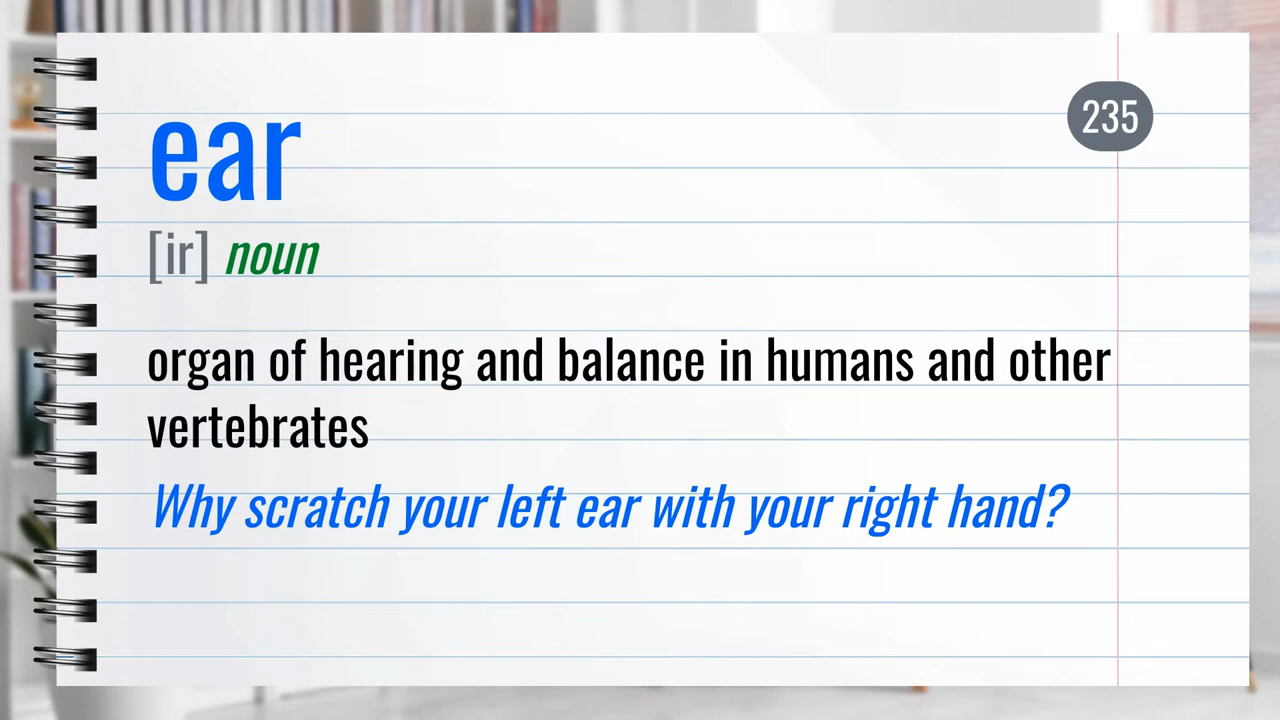 235
ear
[ir] noun
organ of hearing and balance in humans and other
vertebrates
Why scratch your left ear with your right hand?